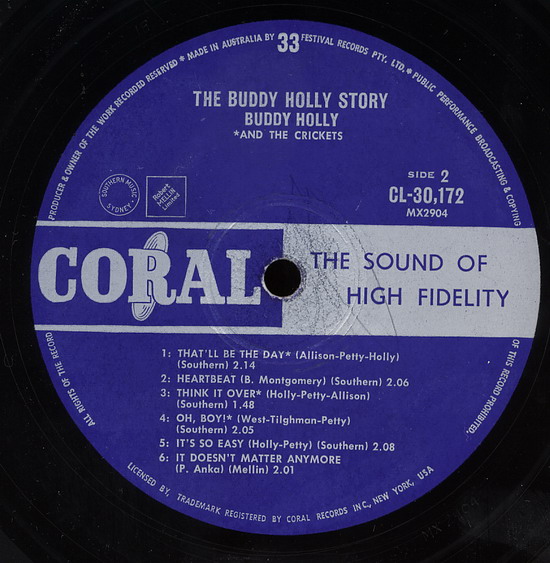 PRODUCER & OWNER OF THE WORK RECORDED RESERVED * MADE IN AUSTRALIA BY 33 FESTIVAL RECORDS PTY. LTD. * PUBLIC PERFORMANCE BROADCASTING & COPYING
THE BUDDY HOLLY STORY
BUDDY HOLLY
*AND THE CRICKETS
SOUTHERN MUSIC
SYDNEY
Robert
MELLIN
Limited
SIDE 2
CL-30,172
MX2904
CORAL
THE SOUND OF
HIGH FIDELITY
1: THAT'LL BE THE DAY* (Allison-Petty-Holly)
(Southern) 2.14
2: HEARTBEAT (B. Montgomery) (Southern) 2.06
3: THINK IT OVER* (Holly-Petty-Allison)
(Southern) 1.48
4: OH, BOY!* (West-Tilghman-Petty)
(Southern) 2.05
5: IT'S SO EASY (Holly-Petty) (Southern) 2.08
6: IT DOESN'T MATTER ANYMORE
(P. Anka) (Mellin) 2.01
ALL RIGHTS OF THE RECORD
OF THIS RECORD PROHIBITED.
LICENSED BY, TRADEMARK REGISTERED BY CORAL RECORDS INC, NEW YORK, USA